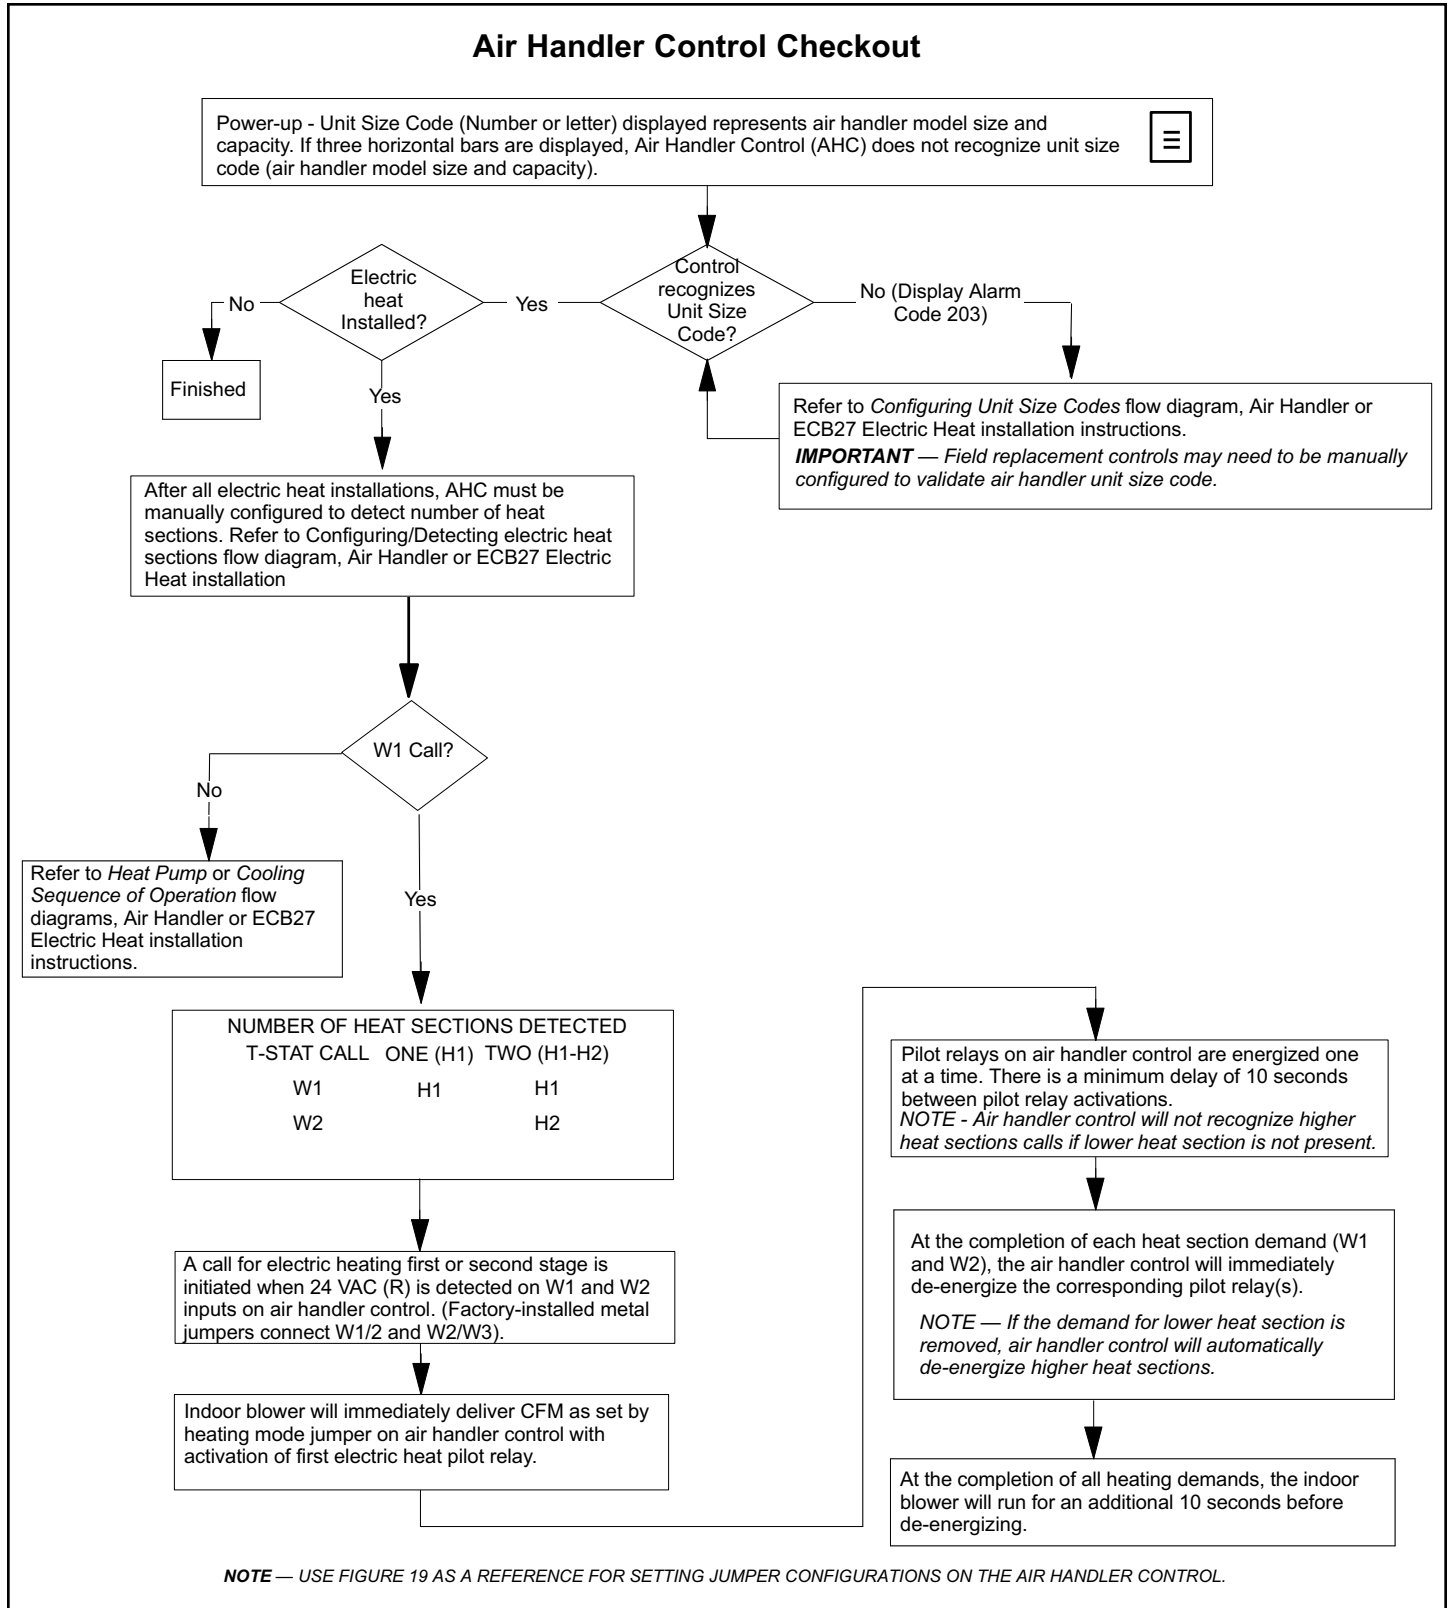 Air Handler Control Checkout
Power-up - Unit Size Code (Number or letter) displayed represents air handler model size and
capacity. If three horizontal bars are displayed, Air Handler Control (AHC) does not recognize unit size
code (air handler model size and capacity).
Control
recognizes
Unit Size
Code?
No (Display Alarm
Code 203)
Refer to Configuring Unit Size Codes flow diagram, Air Handler or
ECB27 Electric Heat installation instructions.
IMPORTANT — Field replacement controls may need to be manually
configured to validate air handler unit size code.
Yes
Electric
heat
Installed?
No
Finished
Yes
After all electric heat installations, AHC must be
manually configured to detect number of heat
sections. Refer to Configuring/Detecting electric heat
sections flow diagram, Air Handler or ECB27 Electric
Heat installation
W1 Call?
No
Refer to Heat Pump or Cooling
Sequence of Operation flow
diagrams, Air Handler or ECB27
Electric Heat installation
instructions.
Yes
NUMBER OF HEAT SECTIONS DETECTED
T-STAT CALL ONE (H1) TWO (H1-H2)
W1 H1 H1
W2 H2
A call for electric heating first or second stage is
initiated when 24 VAC (R) is detected on W1 and W2
inputs on air handler control. (Factory-installed metal
jumpers connect W1/2 and W2/W3).
Indoor blower will immediately deliver CFM as set by
heating mode jumper on air handler control with
activation of first electric heat pilot relay.
Pilot relays on air handler control are energized one
at a time. There is a minimum delay of 10 seconds
between pilot relay activations.
NOTE - Air handler control will not recognize higher
heat sections calls if lower heat section is not present.
At the completion of each heat section demand (W1
and W2), the air handler control will immediately
de-energize the corresponding pilot relay(s).
NOTE — If the demand for lower heat section is
removed, air handler control will automatically
de-energize higher heat sections.
At the completion of all heating demands, the indoor
blower will run for an additional 10 seconds before
de-energizing.
NOTE — USE FIGURE 19 AS A REFERENCE FOR SETTING JUMPER CONFIGURATIONS ON THE AIR HANDLER CONTROL.